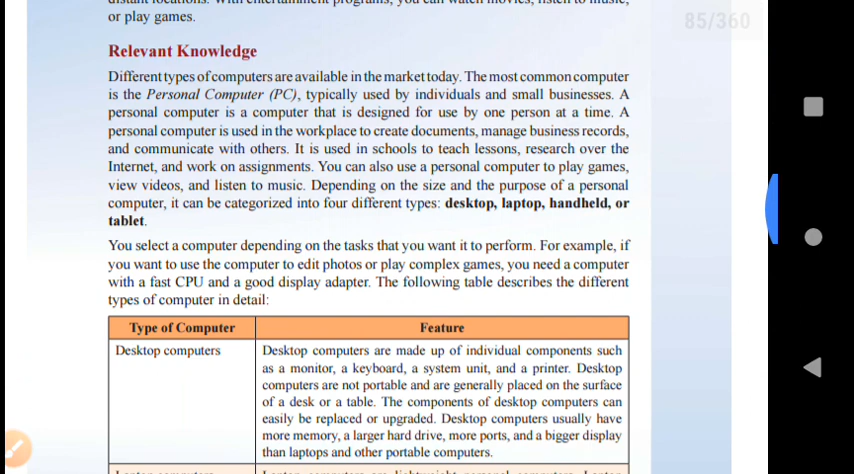 distant locations. With entertainment programs, you can watch movies, listen to music,
or play games.
85/360
Relevant Knowledge
Different types of computers are available in the market today. The most common computer
is the Personal Computer (PC), typically used by individuals and small businesses. A
personal computer is a computer that is designed for use by one person at a time. A
personal computer is used in the workplace to create documents, manage business records,
and communicate with others. It is used in schools to teach lessons, research over the
Internet, and work on assignments. You can also use a personal computer to play games,
view videos, and listen to music. Depending on the size and the purpose of a personal
computer, it can be categorized into four different types: desktop, laptop, handheld, or
tablet.
You select a computer depending on the tasks that you want it to perform. For example, if
you want to use the computer to edit photos or play complex games, you need a computer
with a fast CPU and a good display adapter. The following table describes the different
types of computer in detail:
Type of Computer Feature
Desktop computers Desktop computers are made up of individual components such
as a monitor, a keyboard, a system unit, and a printer. Desktop
computers are not portable and are generally placed on the surface
of a desk or a table. The components of desktop computers can
easily be replaced or upgraded. Desktop computers usually have
more memory, a larger hard drive, more ports, and a bigger display
than laptops and other portable computers.